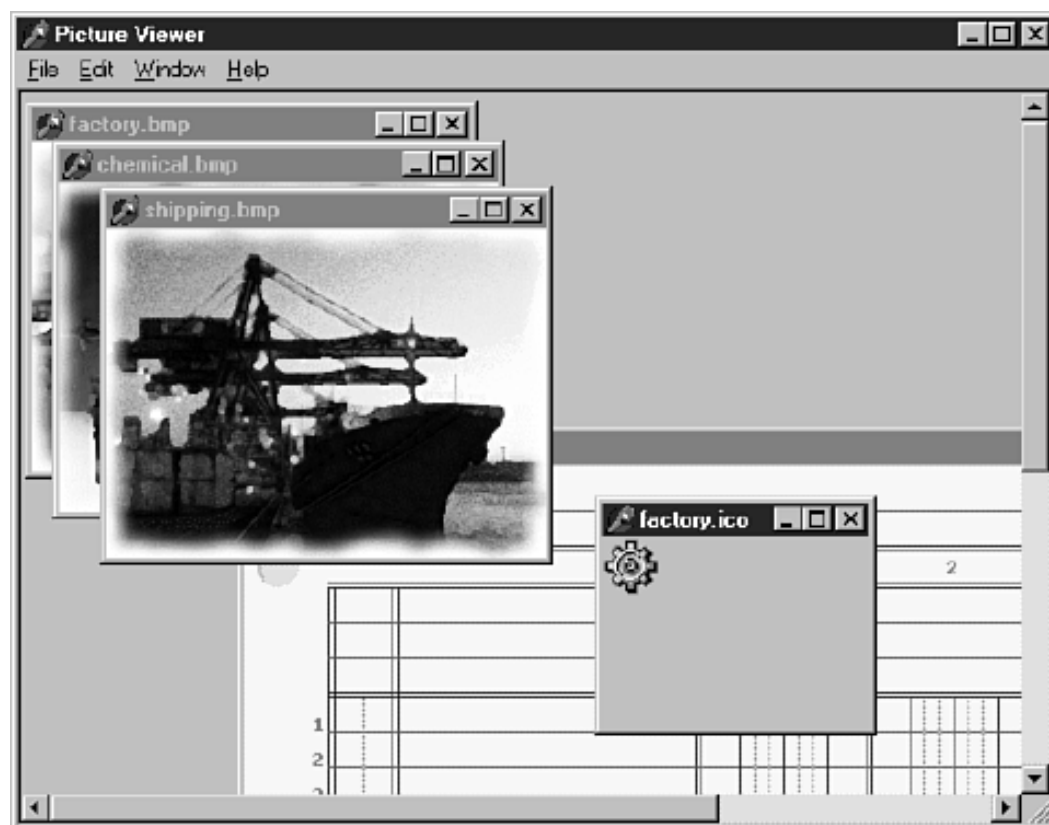 Picture Viewer
File Edit Window Help
factory.bmp
chemical.bmp
shipping.bmp
factory.ico
2
1
2